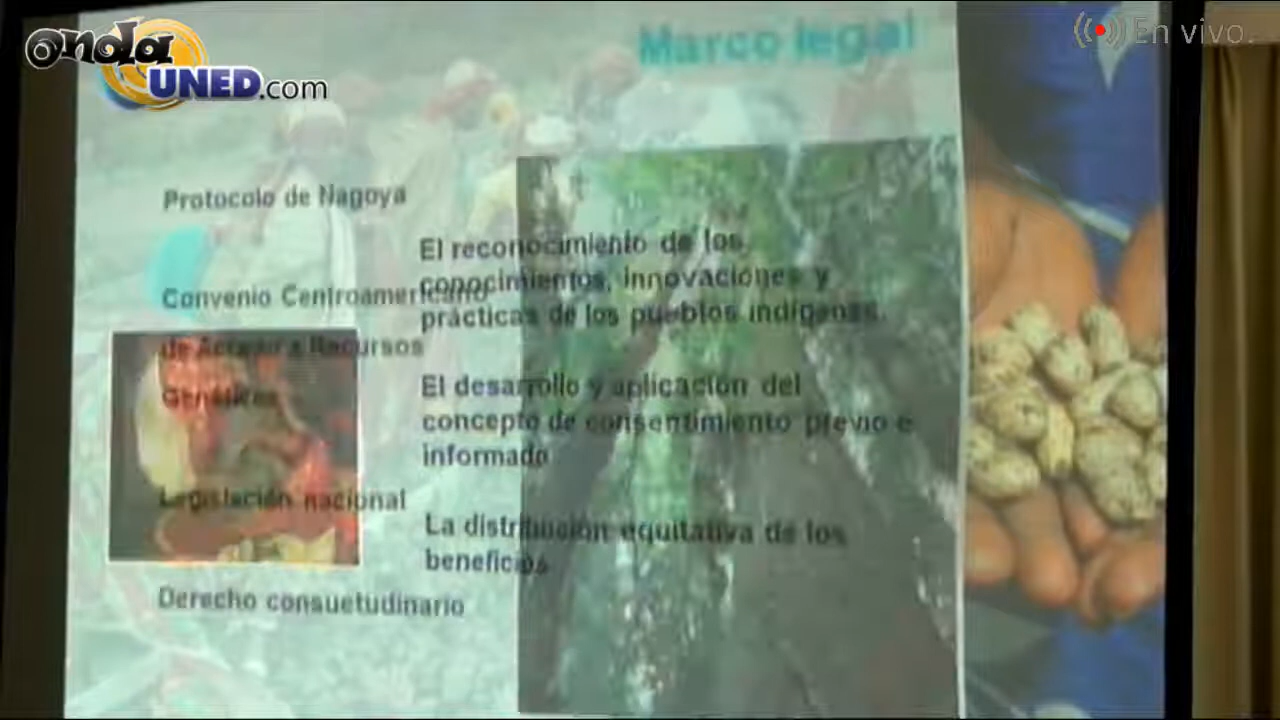 onda
UNED.com
En vivo.
Marco legal
Protocolo de Nagoya
Convenio Centroamericano
de Acceso a Recursos
Genéticos
Legislación nacional
Derecho consuetudinario
El reconocimiento de los
conocimientos, innovaciones y
prácticas de los pueblos indígenas.
El desarrollo y aplicación del
concepto de consentimiento previo e
informado
La distribución equitativa de los
beneficios